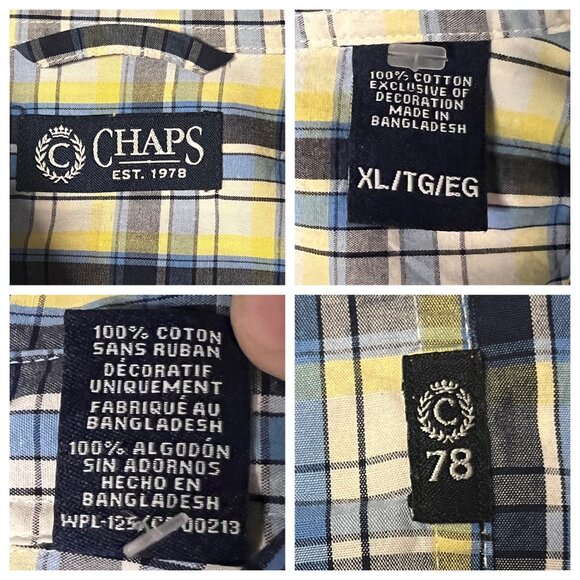 C CHAPS
EST. 1978
100% COTTON
EXCLUSIVE OF
DECORATION
MADE IN
BANGLADESH
XL/TG/EG
100% COTON
SANS RUBAN
DÉCORATIF
UNIQUEMENT
FABRIQUÉ AU
BANGLADESH
100% ALGODÓN
SIN ADORNOS
HECHO EN
BANGLADESH
C
78